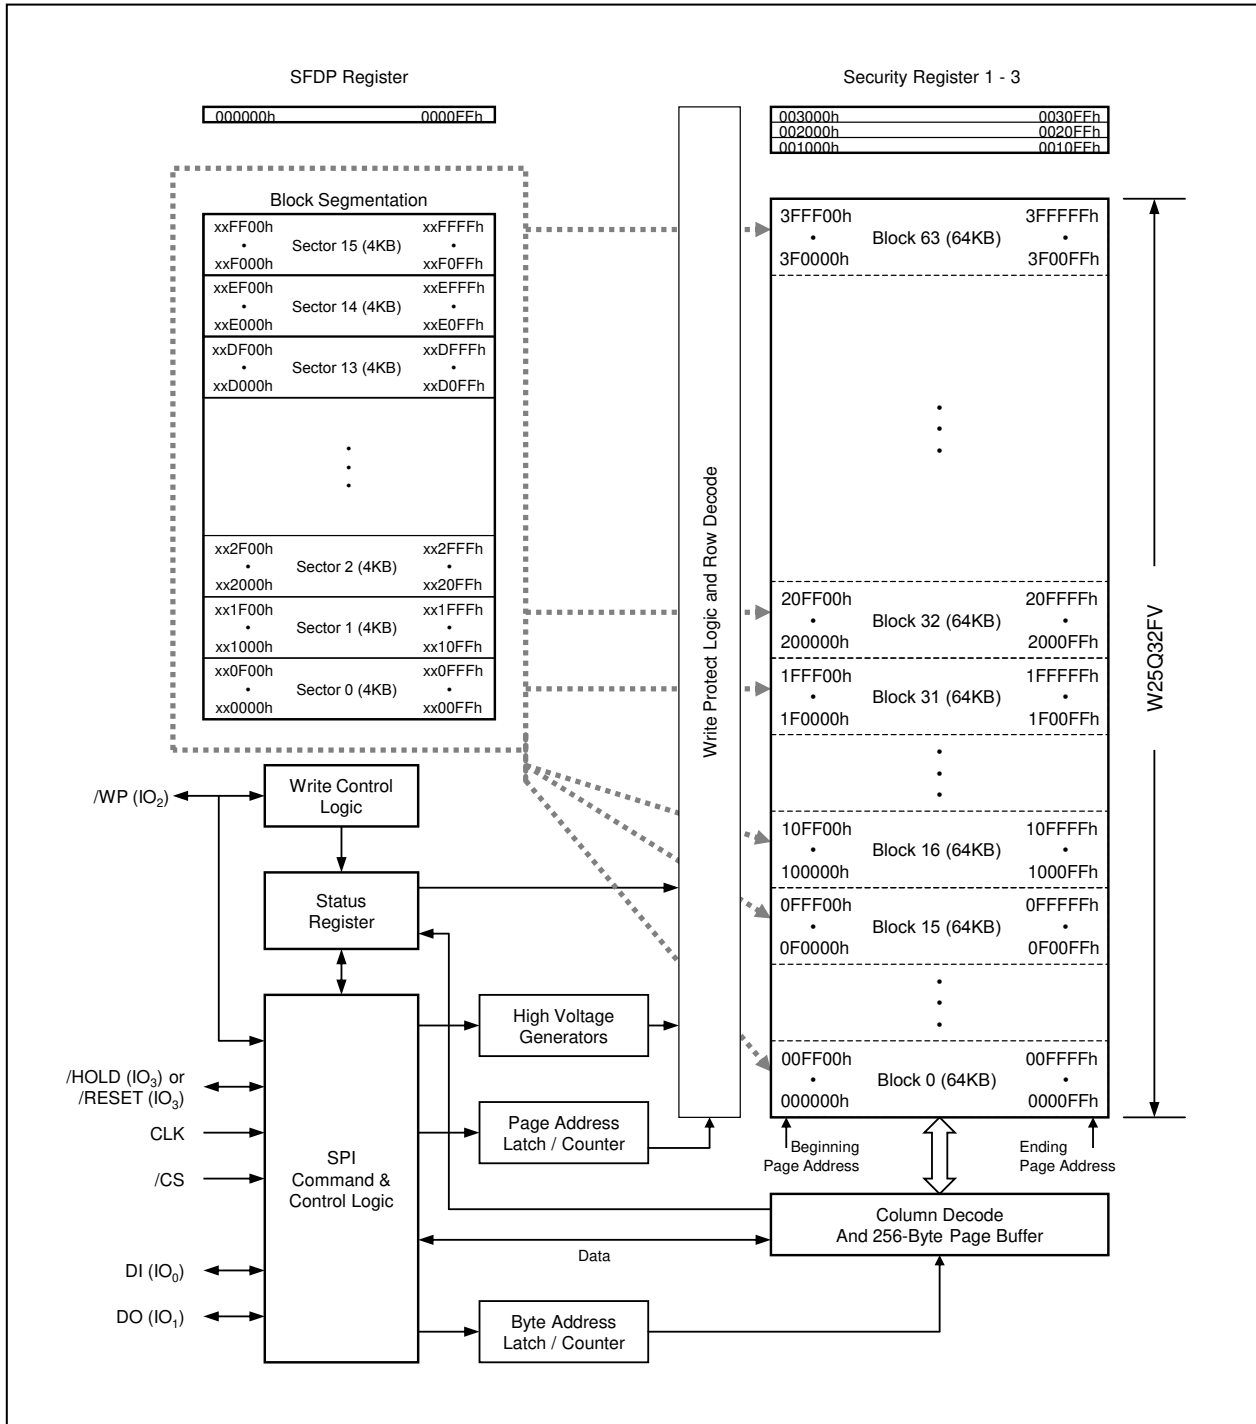 SFDP Register
000000h 0000FFh
Security Register 1 - 3
003000h 0030FFh
002000h 0020FFh
001000h 0010FFh
Block Segmentation
xxFF00h xxFFFFh
• Sector 15 (4KB) •
xxF000h xxF0FFh
xxEF00h xxEFFFh
• Sector 14 (4KB) •
xxE000h xxE0FFh
xxDF00h xxDFFFh
• Sector 13 (4KB) •
xxD000h xxD0FFh
xx2F00h xx2FFFh
• Sector 2 (4KB) •
xx2000h xx20FFh
xx1F00h xx1FFFh
• Sector 1 (4KB) •
xx1000h xx10FFh
xx0F00h xx0FFFh
• Sector 0 (4KB) •
xx0000h xx00FFh
Write Protect Logic and Row Decode
3FFF00h 3FFFFFh
• Block 63 (64KB) •
3F0000h 3F00FFh
20FF00h 20FFFFh
• Block 32 (64KB) •
200000h 2000FFh
1FFF00h 1FFFFFh
• Block 31 (64KB) •
1F0000h 1F00FFh
10FF00h 10FFFFh
• Block 16 (64KB) •
100000h 1000FFh
0FFF00h 0FFFFFh
• Block 15 (64KB) •
0F0000h 0F00FFh
00FF00h 00FFFFh
• Block 0 (64KB) •
000000h 0000FFh
W25Q32FV
Beginning
Page Address
Ending
Page Address
/WP (IO2)
Write Control
Logic
Status
Register
High Voltage
Generators
/HOLD (IO3) or
/RESET (IO3)
CLK
/CS
SPI
Command &
Control Logic
Page Address
Latch / Counter
Column Decode
And 256-Byte Page Buffer
Data
DI (IO0)
DO (IO1)
Byte Address
Latch / Counter